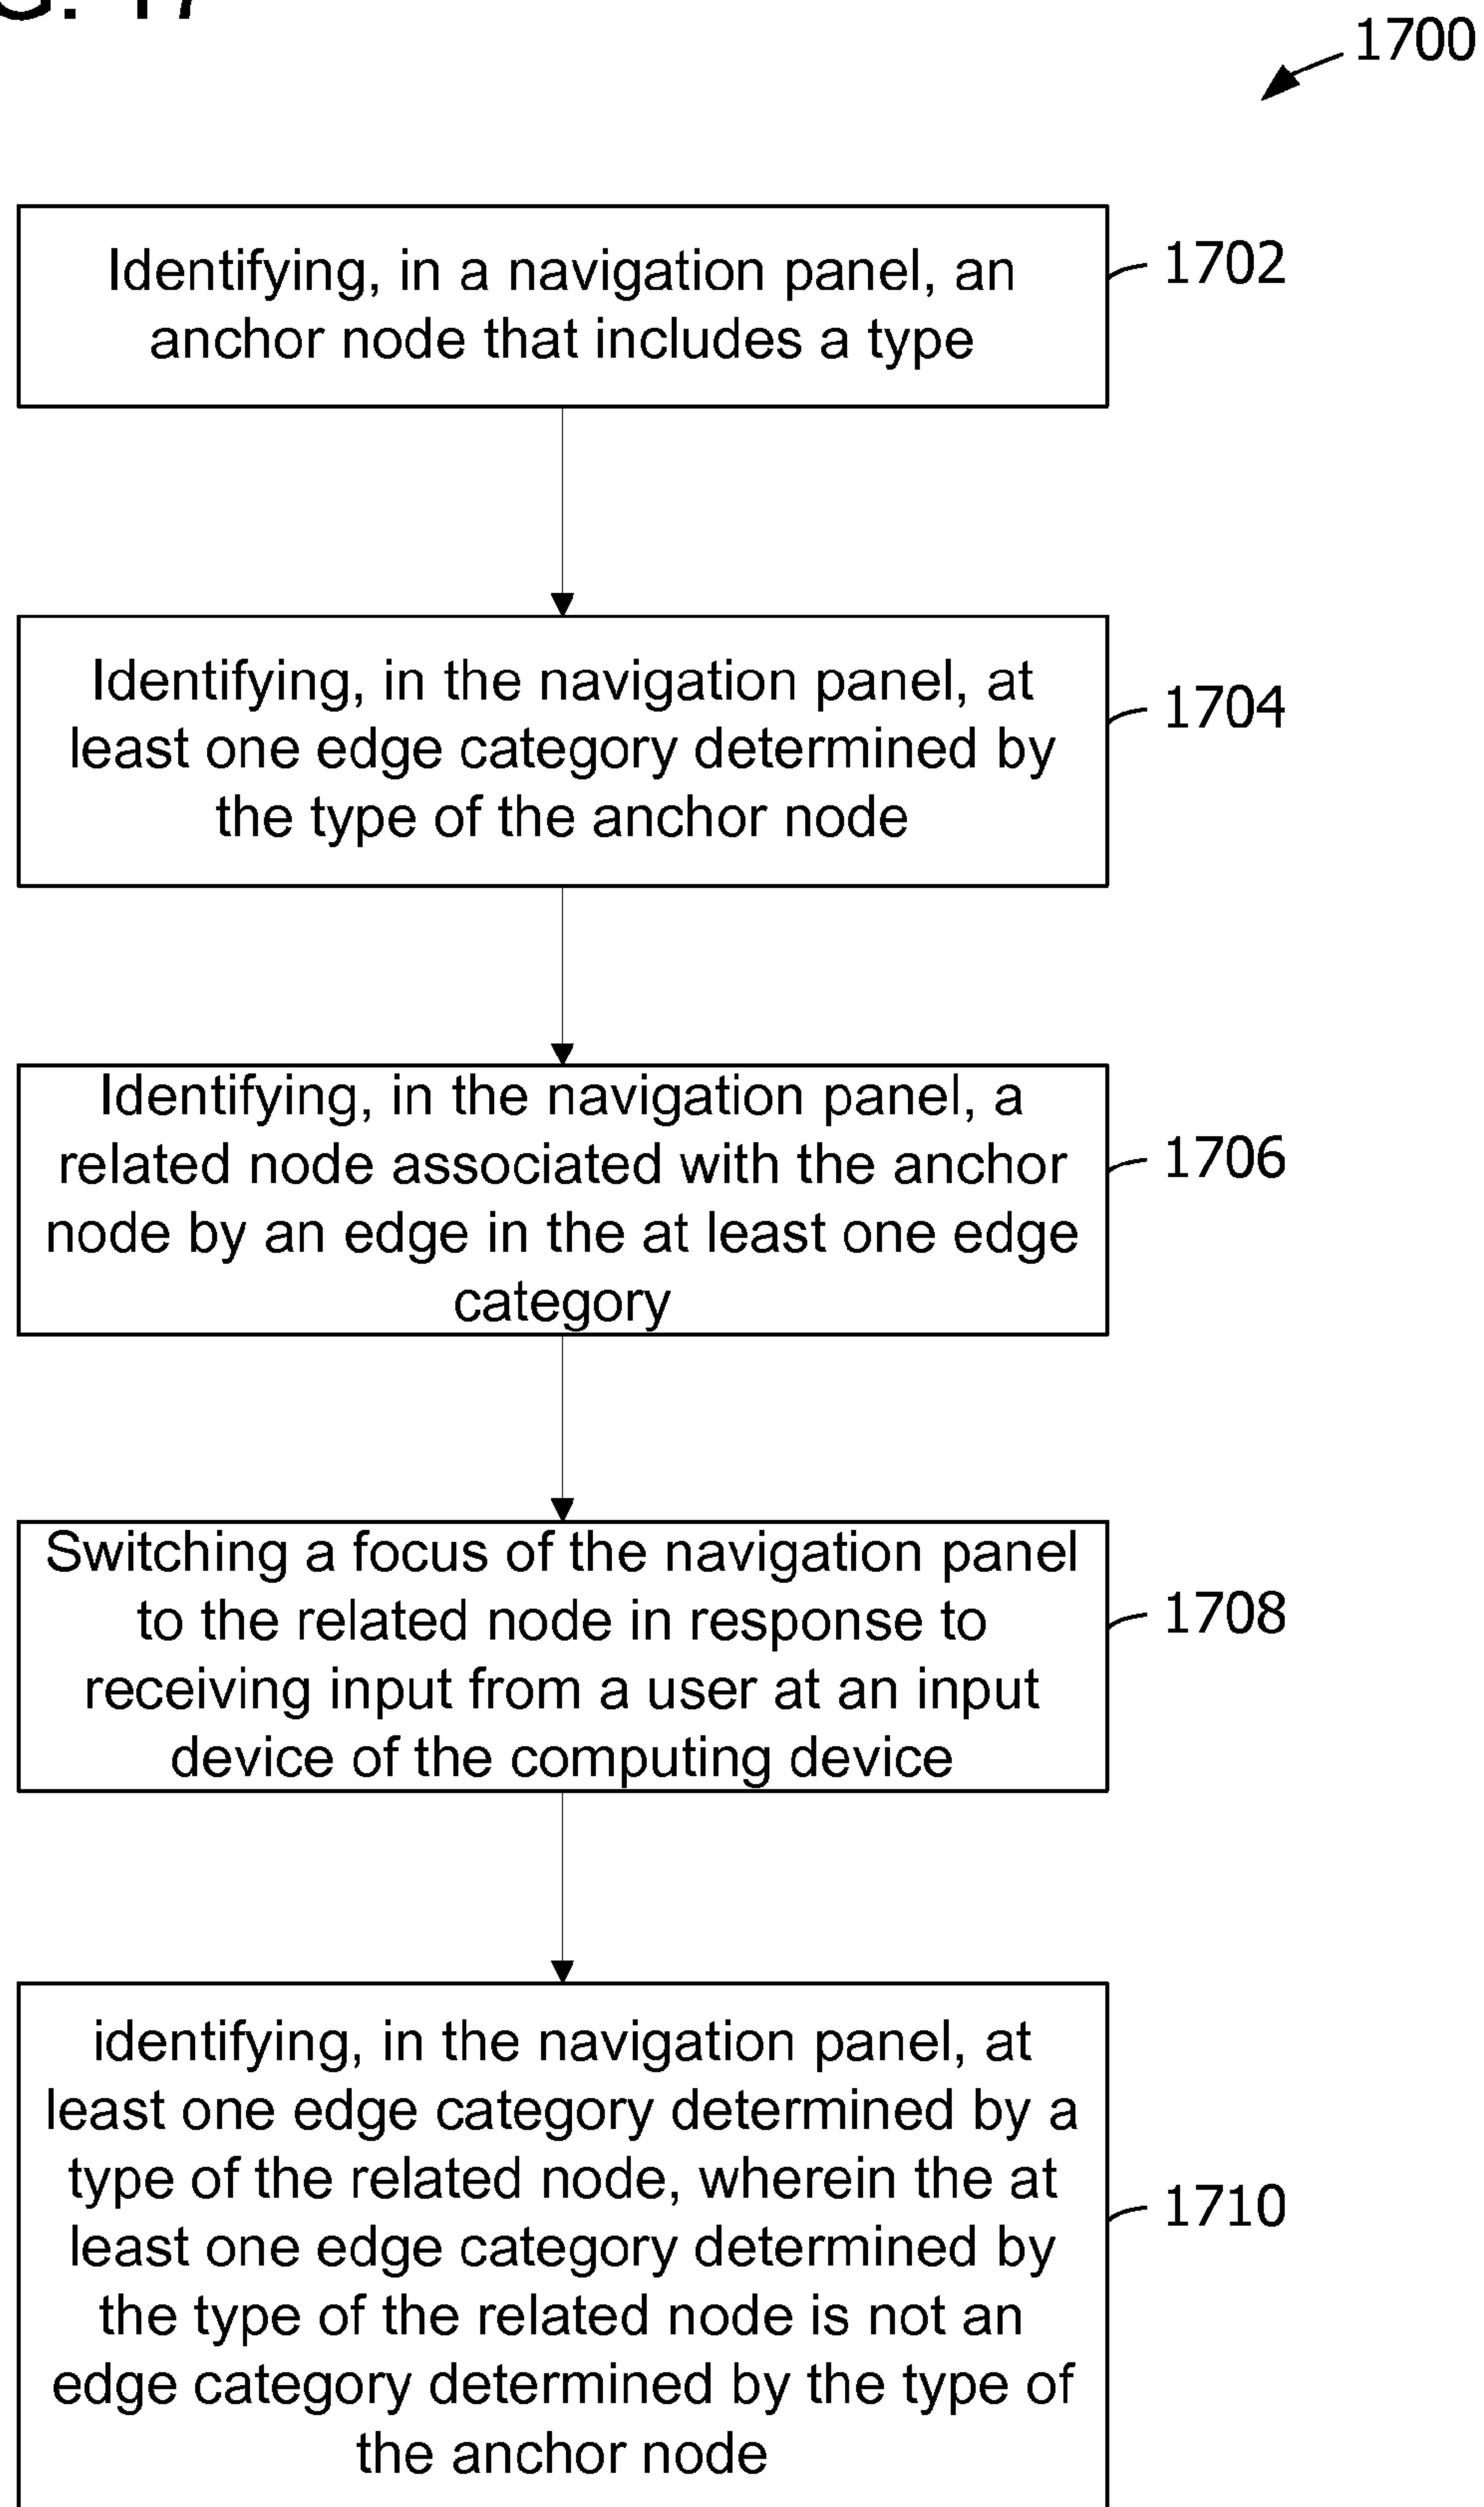 G. 17
1700
Identifying, in a navigation panel, an
anchor node that includes a type
1702
Identifying, in the navigation panel, at
least one edge category determined by
the type of the anchor node
1704
Identifying, in the navigation panel, a
related node associated with the anchor
node by an edge in the at least one edge
category
1706
Switching a focus of the navigation panel
to the related node in response to
receiving input from a user at an input
device of the computing device
1708
identifying, in the navigation panel, at
least one edge category determined by a
type of the related node, wherein the at
least one edge category determined by
the type of the related node is not an
edge category determined by the type of
the anchor node
1710